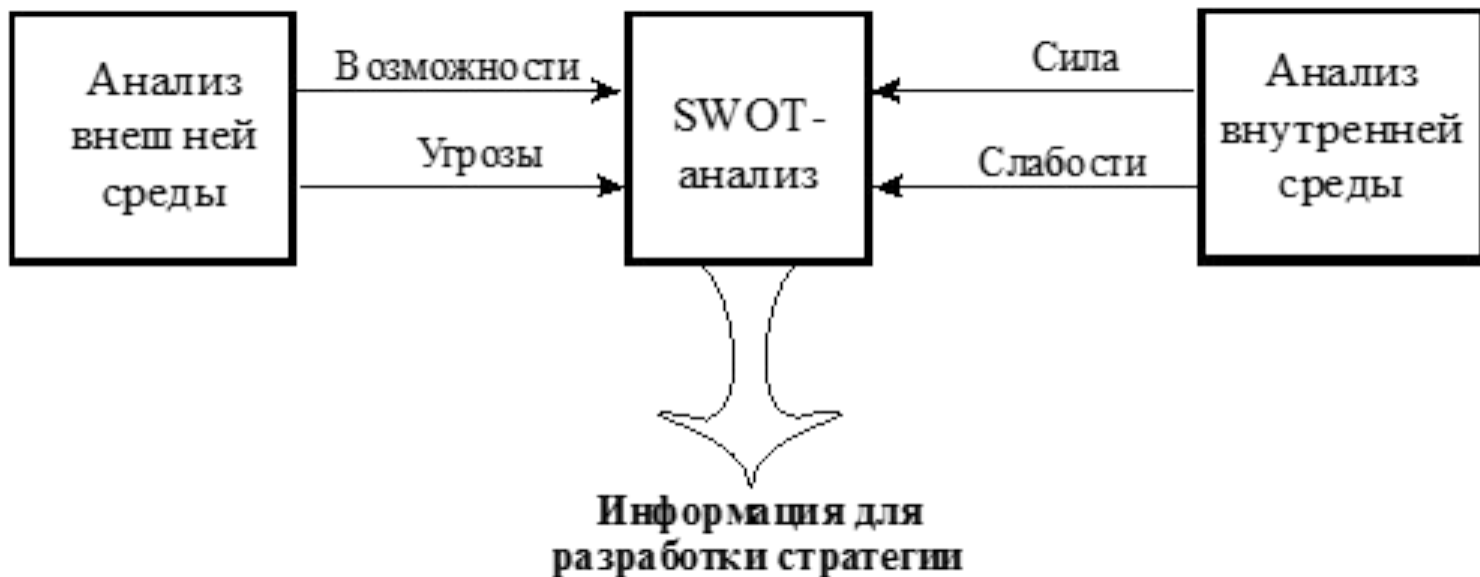 Анализ
внешней
среды
Возможности
Угрозы
SWOT-
анализ
Сила
Слабости
Анализ
внутренней
среды
Информация для
разработки стратегии